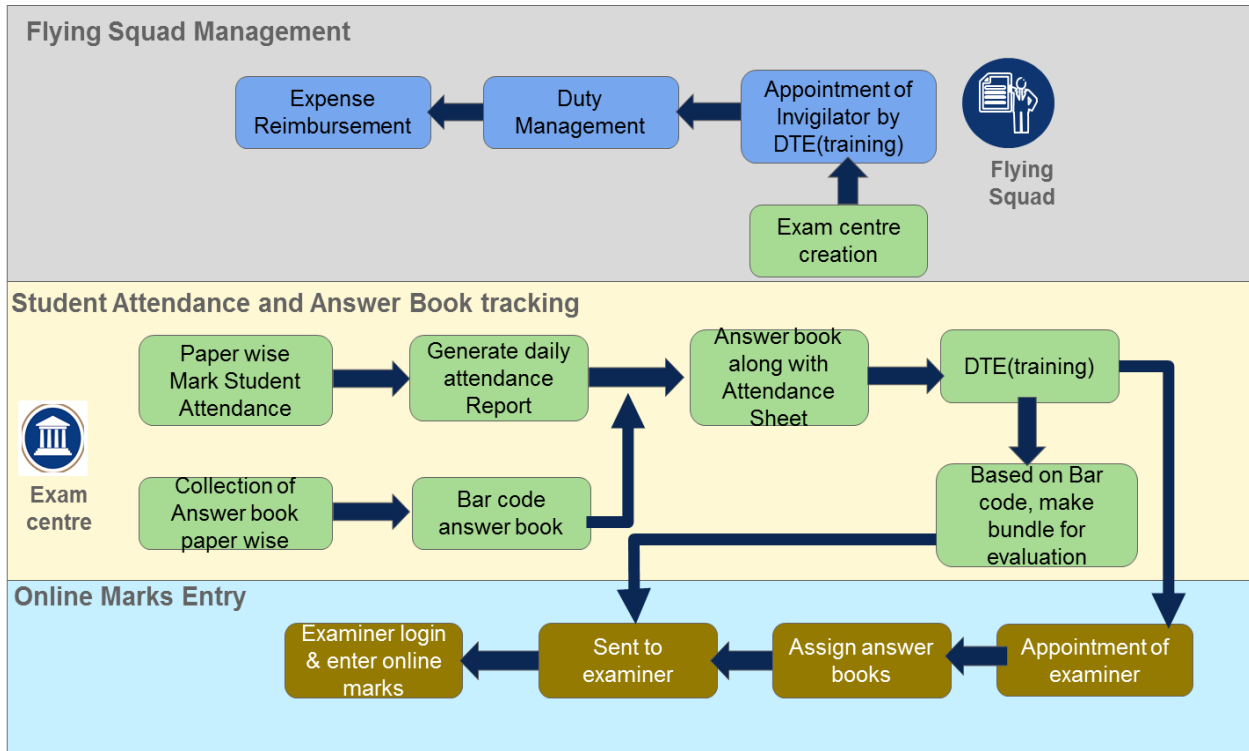 Flying Squad Management
Expense
Reimbursement
Duty
Management
Appointment of
Invigilator by
DTE(training)
Flying
Squad
Exam centre
creation
Student Attendance and Answer Book tracking
Paper wise
Mark Student
Attendance
Generate daily
attendance
Report
Answer book
along with
Attendance
Sheet
DTE(training)
Exam
centre
Collection of
Answer book
paper wise
Bar code
answer book
Based on Bar
code, make
bundle for
evaluation
Online Marks Entry
Examiner login
& enter online
marks
Sent to
examiner
Assign answer
books
Appointment of
examiner